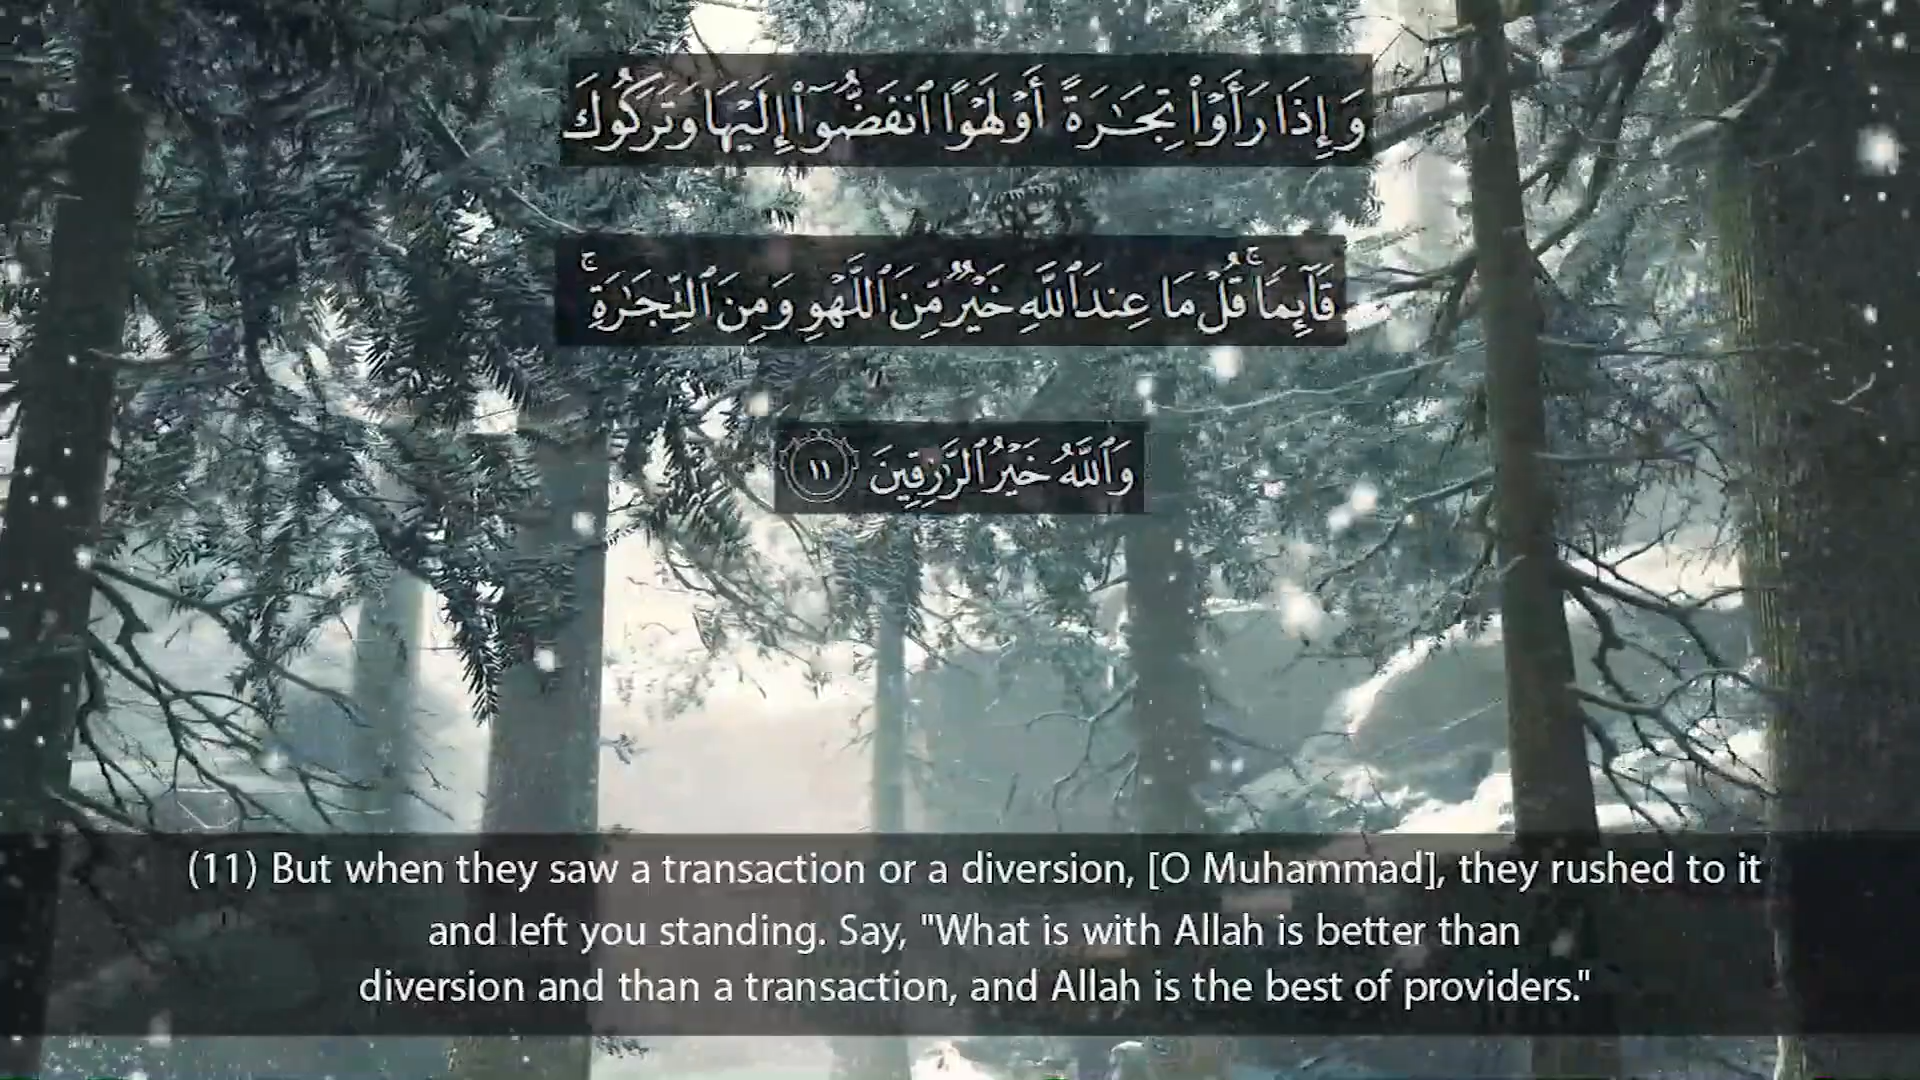 وَإِذَا رَأَوْا۟ تِجَـٰرَةً أَوْ لَهْوًا ٱنفَضُّوٓا۟ إِلَيْهَا وَتَرَكُوكَ
قَآئِمًا ۚ قُلْ مَا عِندَ ٱللَّهِ خَيْرٌ مِّنَ ٱللَّهْوِ وَمِنَ ٱلتِّجَـٰرَةِ ۚ
وَٱللَّهُ خَيْرُ ٱلرَّٰزِقِينَ ١١
(11) But when they saw a transaction or a diversion, [O Muhammad], they rushed to it
and left you standing. Say, "What is with Allah is better than
diversion and than a transaction, and Allah is the best of providers."